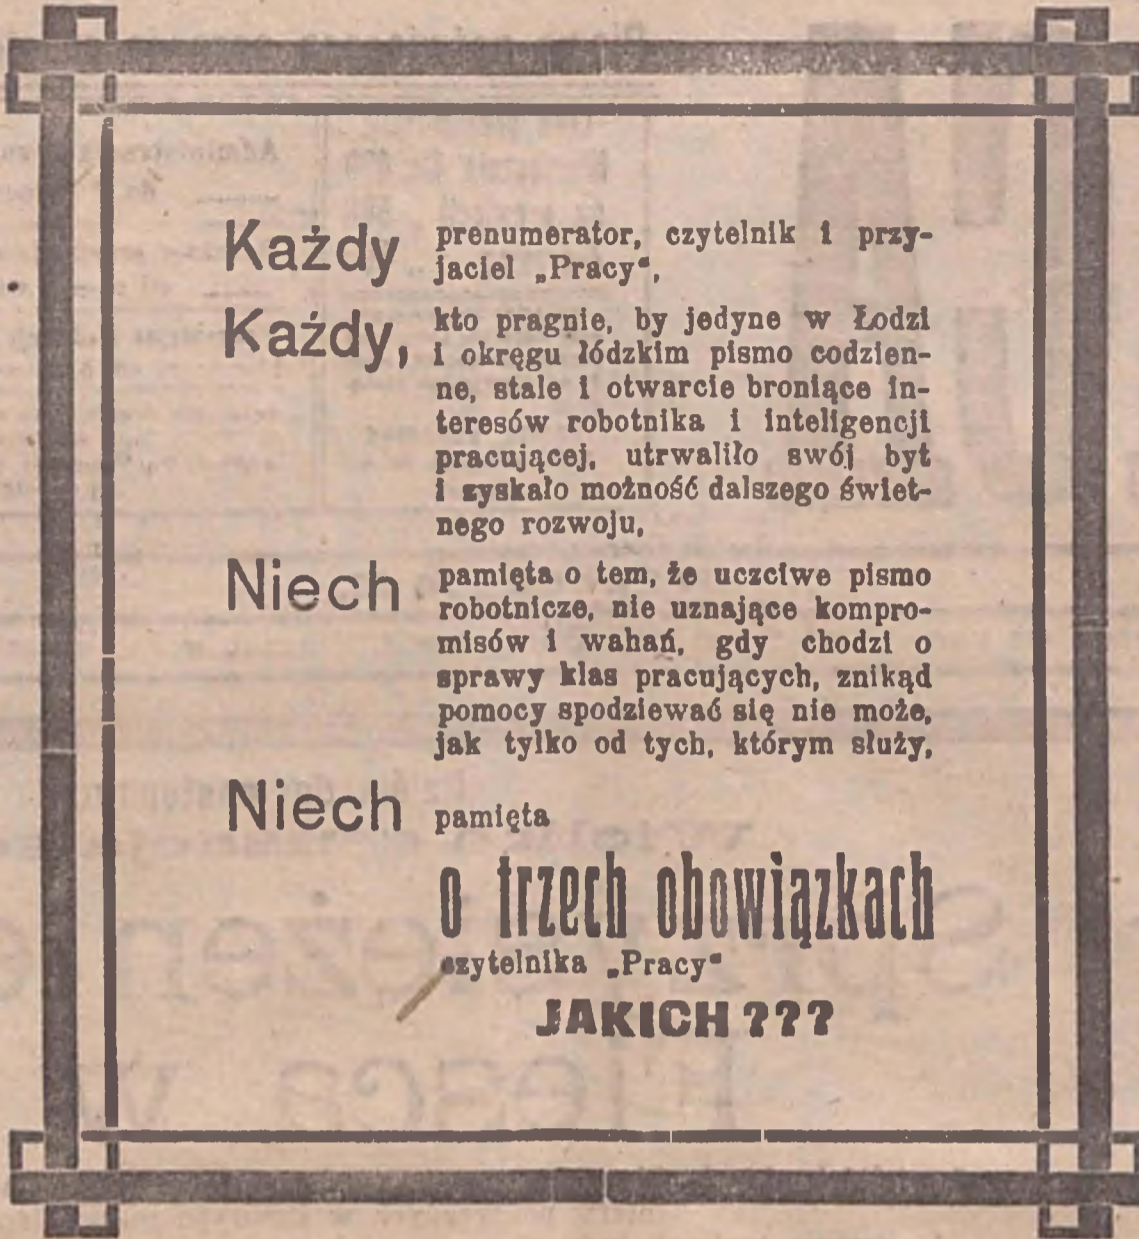 Każdy prenumerator, czytelnik i przy-
jaciel „Pracy“,
Każdy, kto pragnie, by jedyne w Łodzi
i okręgu łódzkim pismo codzien-
ne, stale i otwarcie broniące in-
teresów robotnika i inteligencji
pracującej, utrwaliło swój byt
i zyskało możność dalszego świet-
nego rozwoju,
Niech pamięta o tem, że uczciwe pismo
robotnicze, nie uznające kompro-
misów i wahań, gdy chodzi o
sprawy klas pracujących, znikąd
pomocy spodziewać się nie może,
jak tylko od tych, którym służy,
Niech pamięta
o trzech obowiązkach
czytelnika „Pracy“
JAKICH???